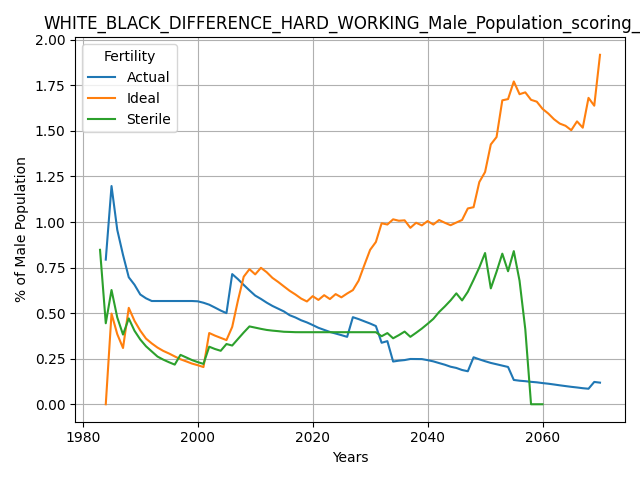 WHITE_BLACK_DIFFERENCE_HARD_WORKING_Male_Population_scoring_
2.00
1.75
1.50
1.25
1.00
0.75
0.50
0.25
0.00
% of Male Population
Fertility
Actual
Ideal
Sterile
1980
2000
2020
2040
2060
Years